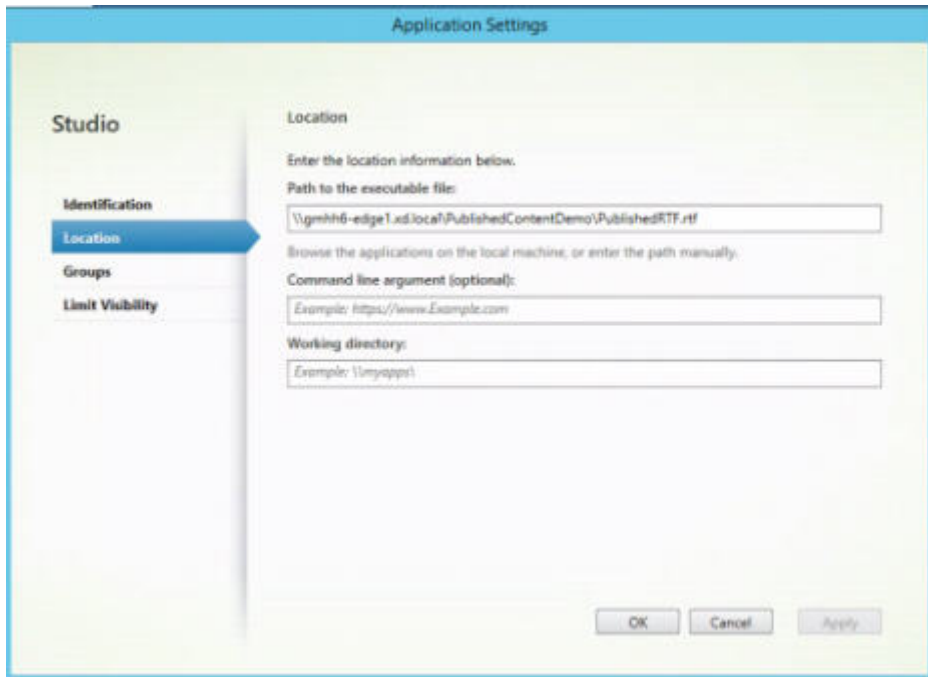 Application Settings
Studio
Identification
Location
Groups
Limit Visibility
Location
Enter the location information below.
Path to the executable file:
\\gmhh6-edge1.xd.local\PublishedContentDemo\PublishedRTF.rtf
Browse the applications on the local machine, or enter the path manually.
Command line argument (optional):
Example: https://www.Example.com
Working directory:
Example: \\myapps\
OK
Cancel
Apply